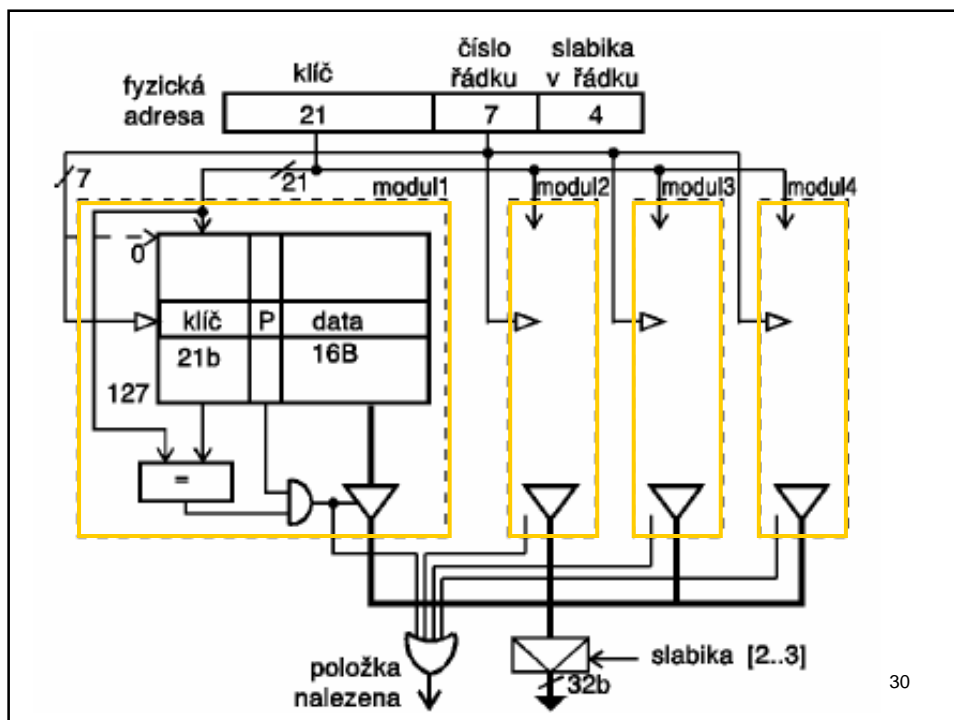 fyzická
adresa
klíč
číslo
řádku
slabika
v řádku
21
7
4
7
21
modul1
modul2
modul3
modul4
0
klíč
P
data
21b
16B
127
=
položka
nalezena
slabika [2..3]
32b
30